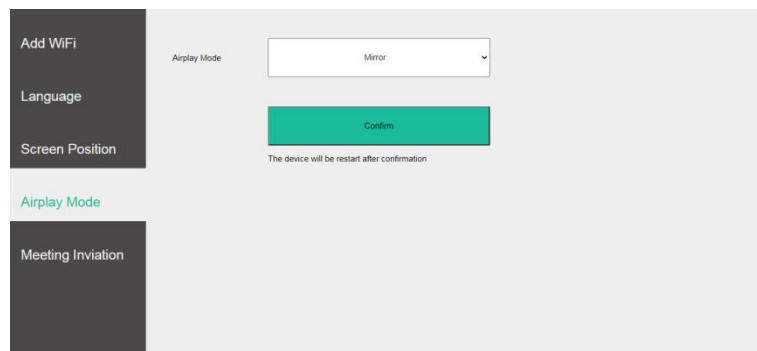 Add WiFi
Language
Screen Position
Airplay Mode
Meeting Inviation
Airplay Mode
Mirror
Confirm
The device will be restart after confirmation